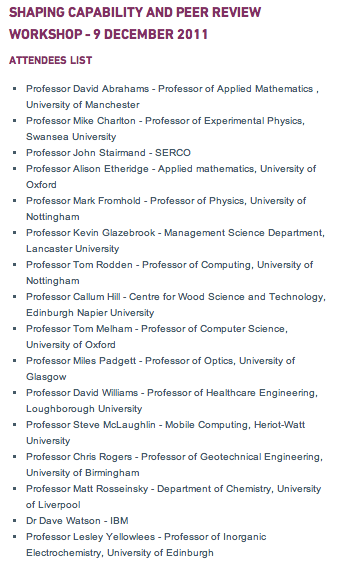 SHAPING CAPABILITY AND PEER REVIEW
WORKSHOP - 9 DECEMBER 2011
ATTENDEES LIST
Professor David Abrahams - Professor of Applied Mathematics ,
University of Manchester
Professor Mike Charlton - Professor of Experimental Physics,
Swansea University
Professor John Stairmand - SERCO
Professor Alison Etheridge - Applied mathematics, University of
Oxford
Professor Mark Fromhold - Professor of Physics, University of
Nottingham
Professor Kevin Glazebrook - Management Science Department,
Lancaster University
Professor Tom Rodden - Professor of Computing, University of
Nottingham
Professor Callum Hill - Centre for Wood Science and Technology,
Edinburgh Napier University
Professor Tom Melham - Professor of Computer Science,
University of Oxford
Professor Miles Padgett - Professor of Optics, University of
Glasgow
Professor David Williams - Professor of Healthcare Engineering,
Loughborough University
Professor Steve McLaughlin - Mobile Computing, Heriot-Watt
University
Professor Chris Rogers - Professor of Geotechnical Engineering,
University of Birmingham
Professor Matt Rosseinsky - Department of Chemistry, University
of Liverpool
Dr Dave Watson - IBM
Professor Lesley Yellowlees - Professor of Inorganic
Electrochemistry, University of Edinburgh